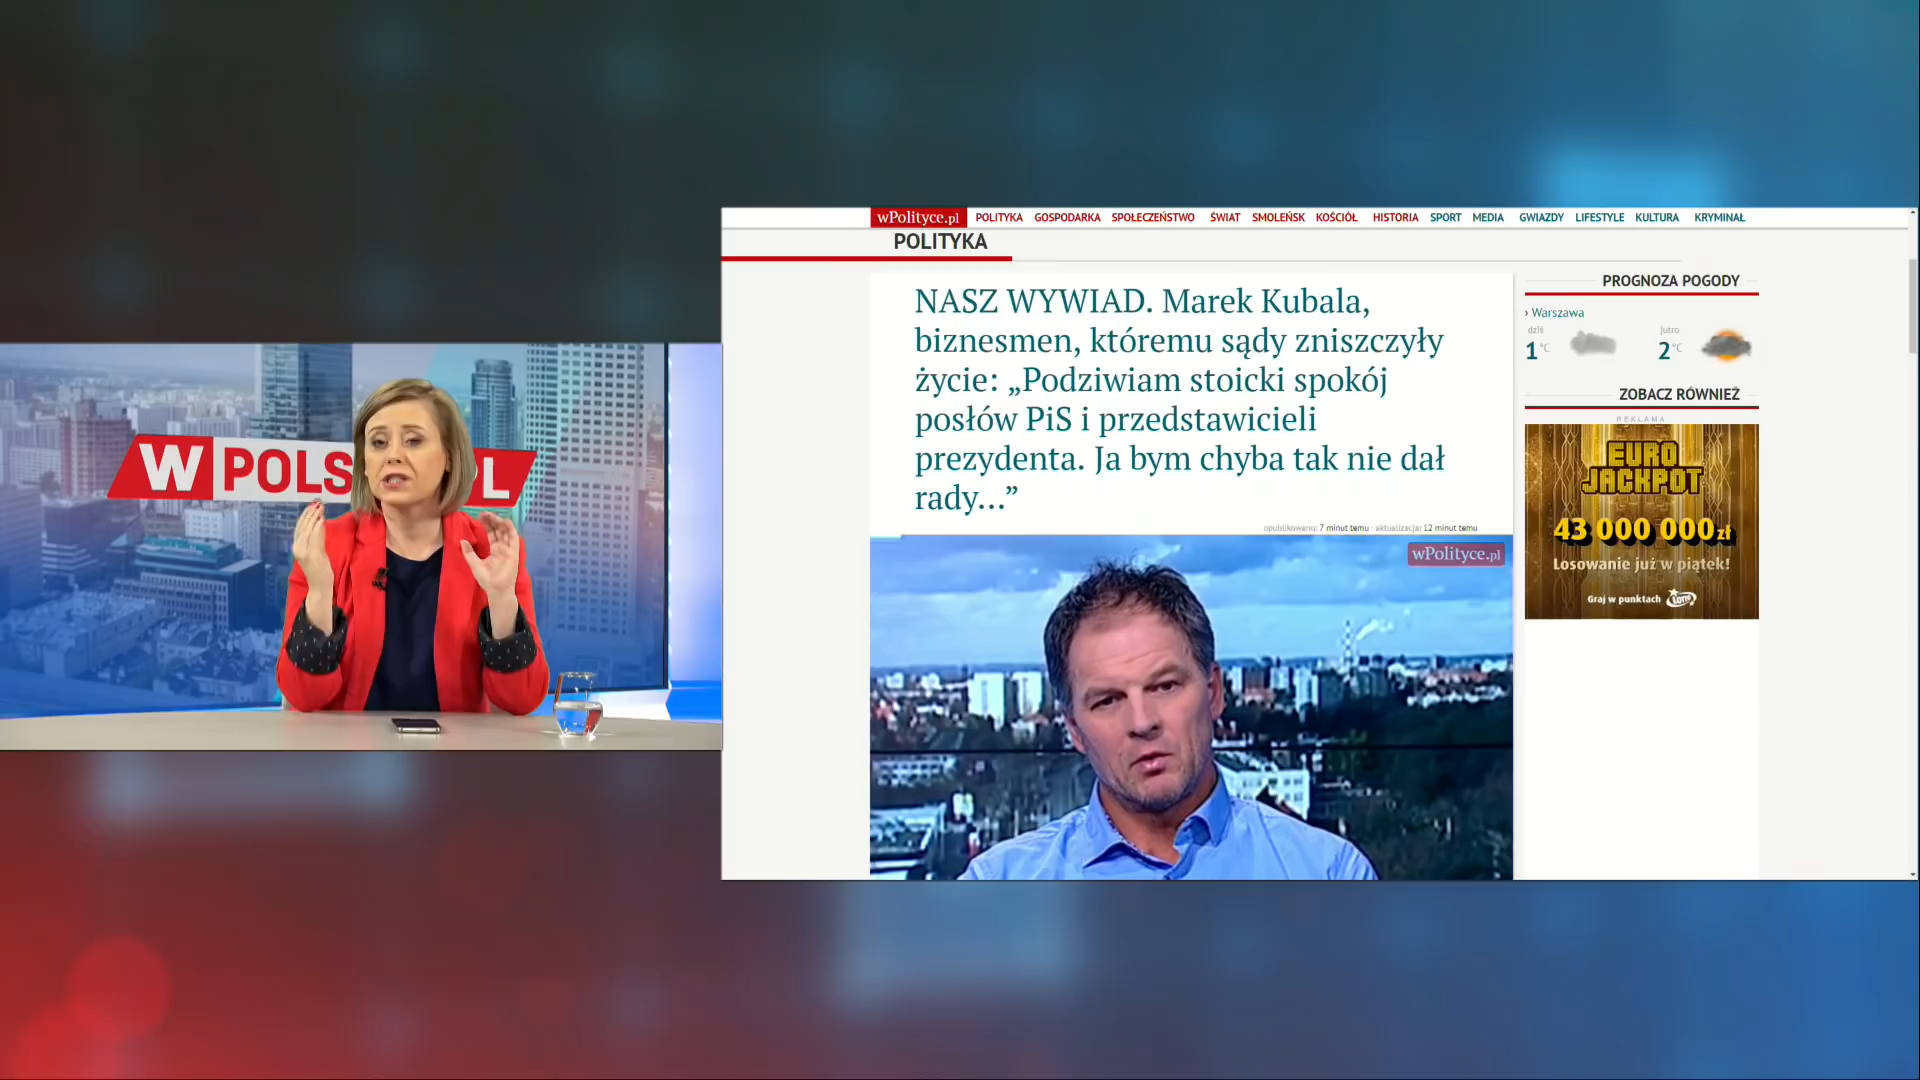 W POLS
L
wPolityce.pl POLITYKA GOSPODARKA SPOŁECZEŃSTWO ŚWIAT SMOLEŃSK KOŚCIÓŁ HISTORIA SPORT MEDIA GWIAZDY LIFESTYLE KULTURA KRYMINAŁ
POLITYKA
NASZ WYWIAD. Marek Kubala,
biznesmen, któremu sądy zniszczyły
życie: „Podziwiam stoicki spokój
posłów PiS i przedstawicieli
prezydenta. Ja bym chyba tak nie dał
rady...”
opublikowano: 7 minut temu · aktualizacja: 12 minut temu
wPolityce.pl
PROGNOZA POGODY
› Warszawa
dziś
1°C
jutro
2°C
ZOBACZ RÓWNIEŻ
REKLAMA
EURO
JACKPOT
43 000 000 zł
Losowanie już w piątek!
Graj w punktach LOTTO